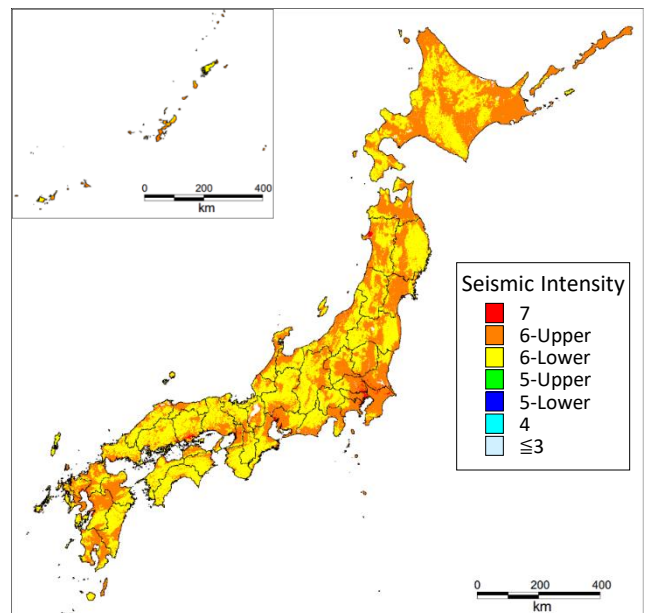 0 200 400
km
Seismic Intensity
7
6-Upper
6-Lower
5-Upper
5-Lower
4
≦3
0 200 400
km